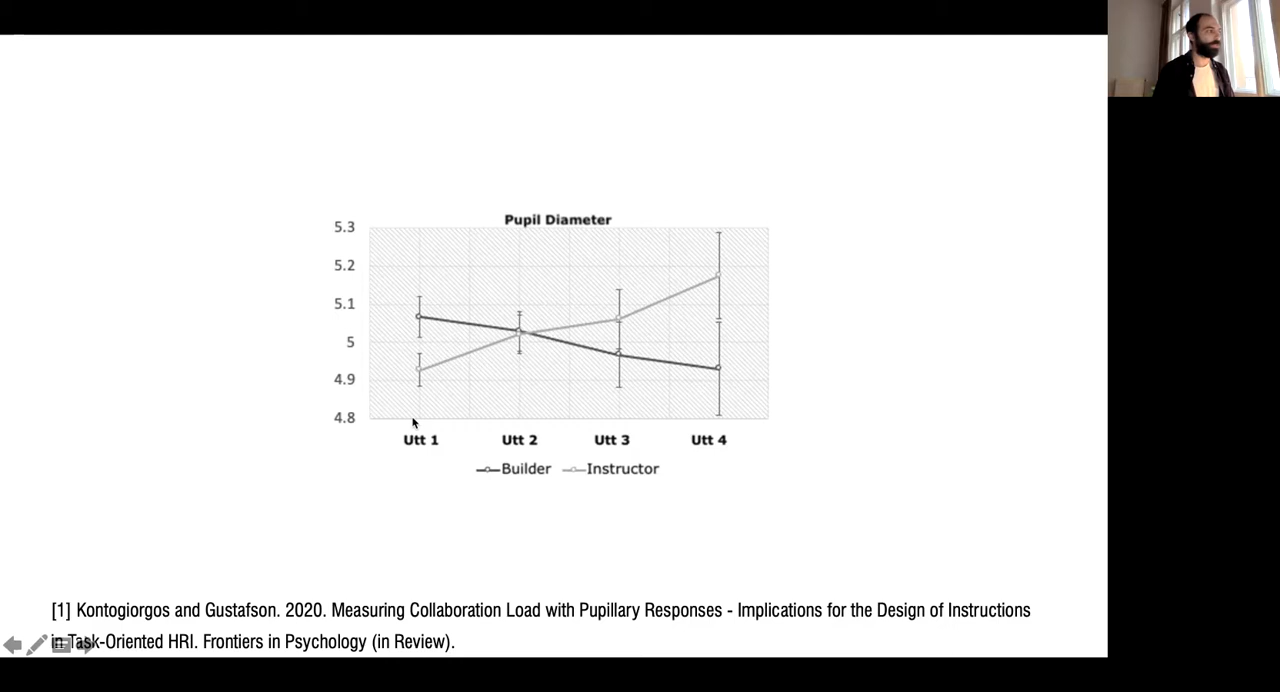 Pupil Diameter
5.3
5.2
5.1
5
4.9
4.8
Utt 1 Utt 2 Utt 3 Utt 4
Builder Instructor
[1] Kontogiorgos and Gustafson. 2020. Measuring Collaboration Load with Pupillary Responses - Implications for the Design of Instructions
in Task-Oriented HRI. Frontiers in Psychology (in Review).